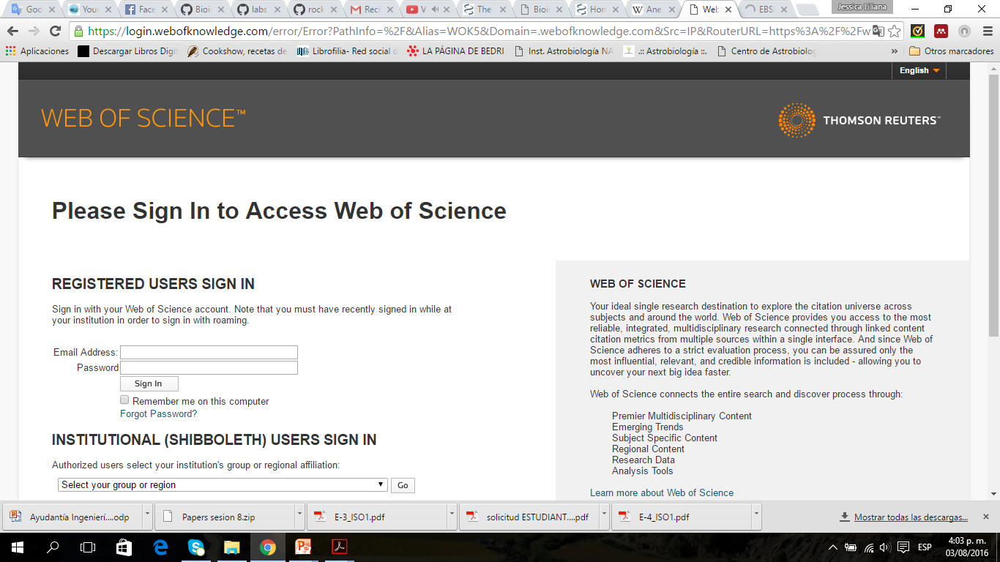 Goo
Your
Face
Bioi
labs
rock
Reci
V
The
Bioin
Hon
Ane
Web
EBSC
Jessica Liliana
https://login.webofknowledge.com/error/Error?PathInfo=%2F&Alias=WOK5&Domain=.webofknowledge.com&Src=IP&RouterURL=https%3A%2F%2Fw
Aplicaciones
Descargar Libros Digit
Cookshow, recetas de
Librofilia- Red social d
LA PÁGINA DE BEDRI
Inst. Astrobiología NA
.:: Astrobiología ::.
Centro de Astrobiolog
»
Otros marcadores
English
WEB OF SCIENCE™
THOMSON REUTERS™
Please Sign In to Access Web of Science
REGISTERED USERS SIGN IN
Sign in with your Web of Science account. Note that you must have recently signed in while at
your institution in order to sign in with roaming.
Email Address:
Password
Sign In
Remember me on this computer
Forgot Password?
INSTITUTIONAL (SHIBBOLETH) USERS SIGN IN
Authorized users select your institution's group or regional affiliation:
Select your group or region
Go
WEB OF SCIENCE
Your ideal single research destination to explore the citation universe across
subjects and around the world. Web of Science provides you access to the most
reliable, integrated, multidisciplinary research connected through linked content
citation metrics from multiple sources within a single interface. And since Web of
Science adheres to a strict evaluation process, you can be assured only the
most influential, relevant, and credible information is included - allowing you to
uncover your next big idea faster.
Web of Science connects the entire search and discover process through:
Premier Multidisciplinary Content
Emerging Trends
Subject Specific Content
Regional Content
Research Data
Analysis Tools
Learn more about Web of Science
Ayudantía Ingenierí....odp
Papers sesion 8.zip
E-3_ISO1.pdf
solicitud ESTUDIANT....pdf
E-4_ISO1.pdf
Mostrar todas las descargas...
ESP
4:03 p. m.
03/08/2016